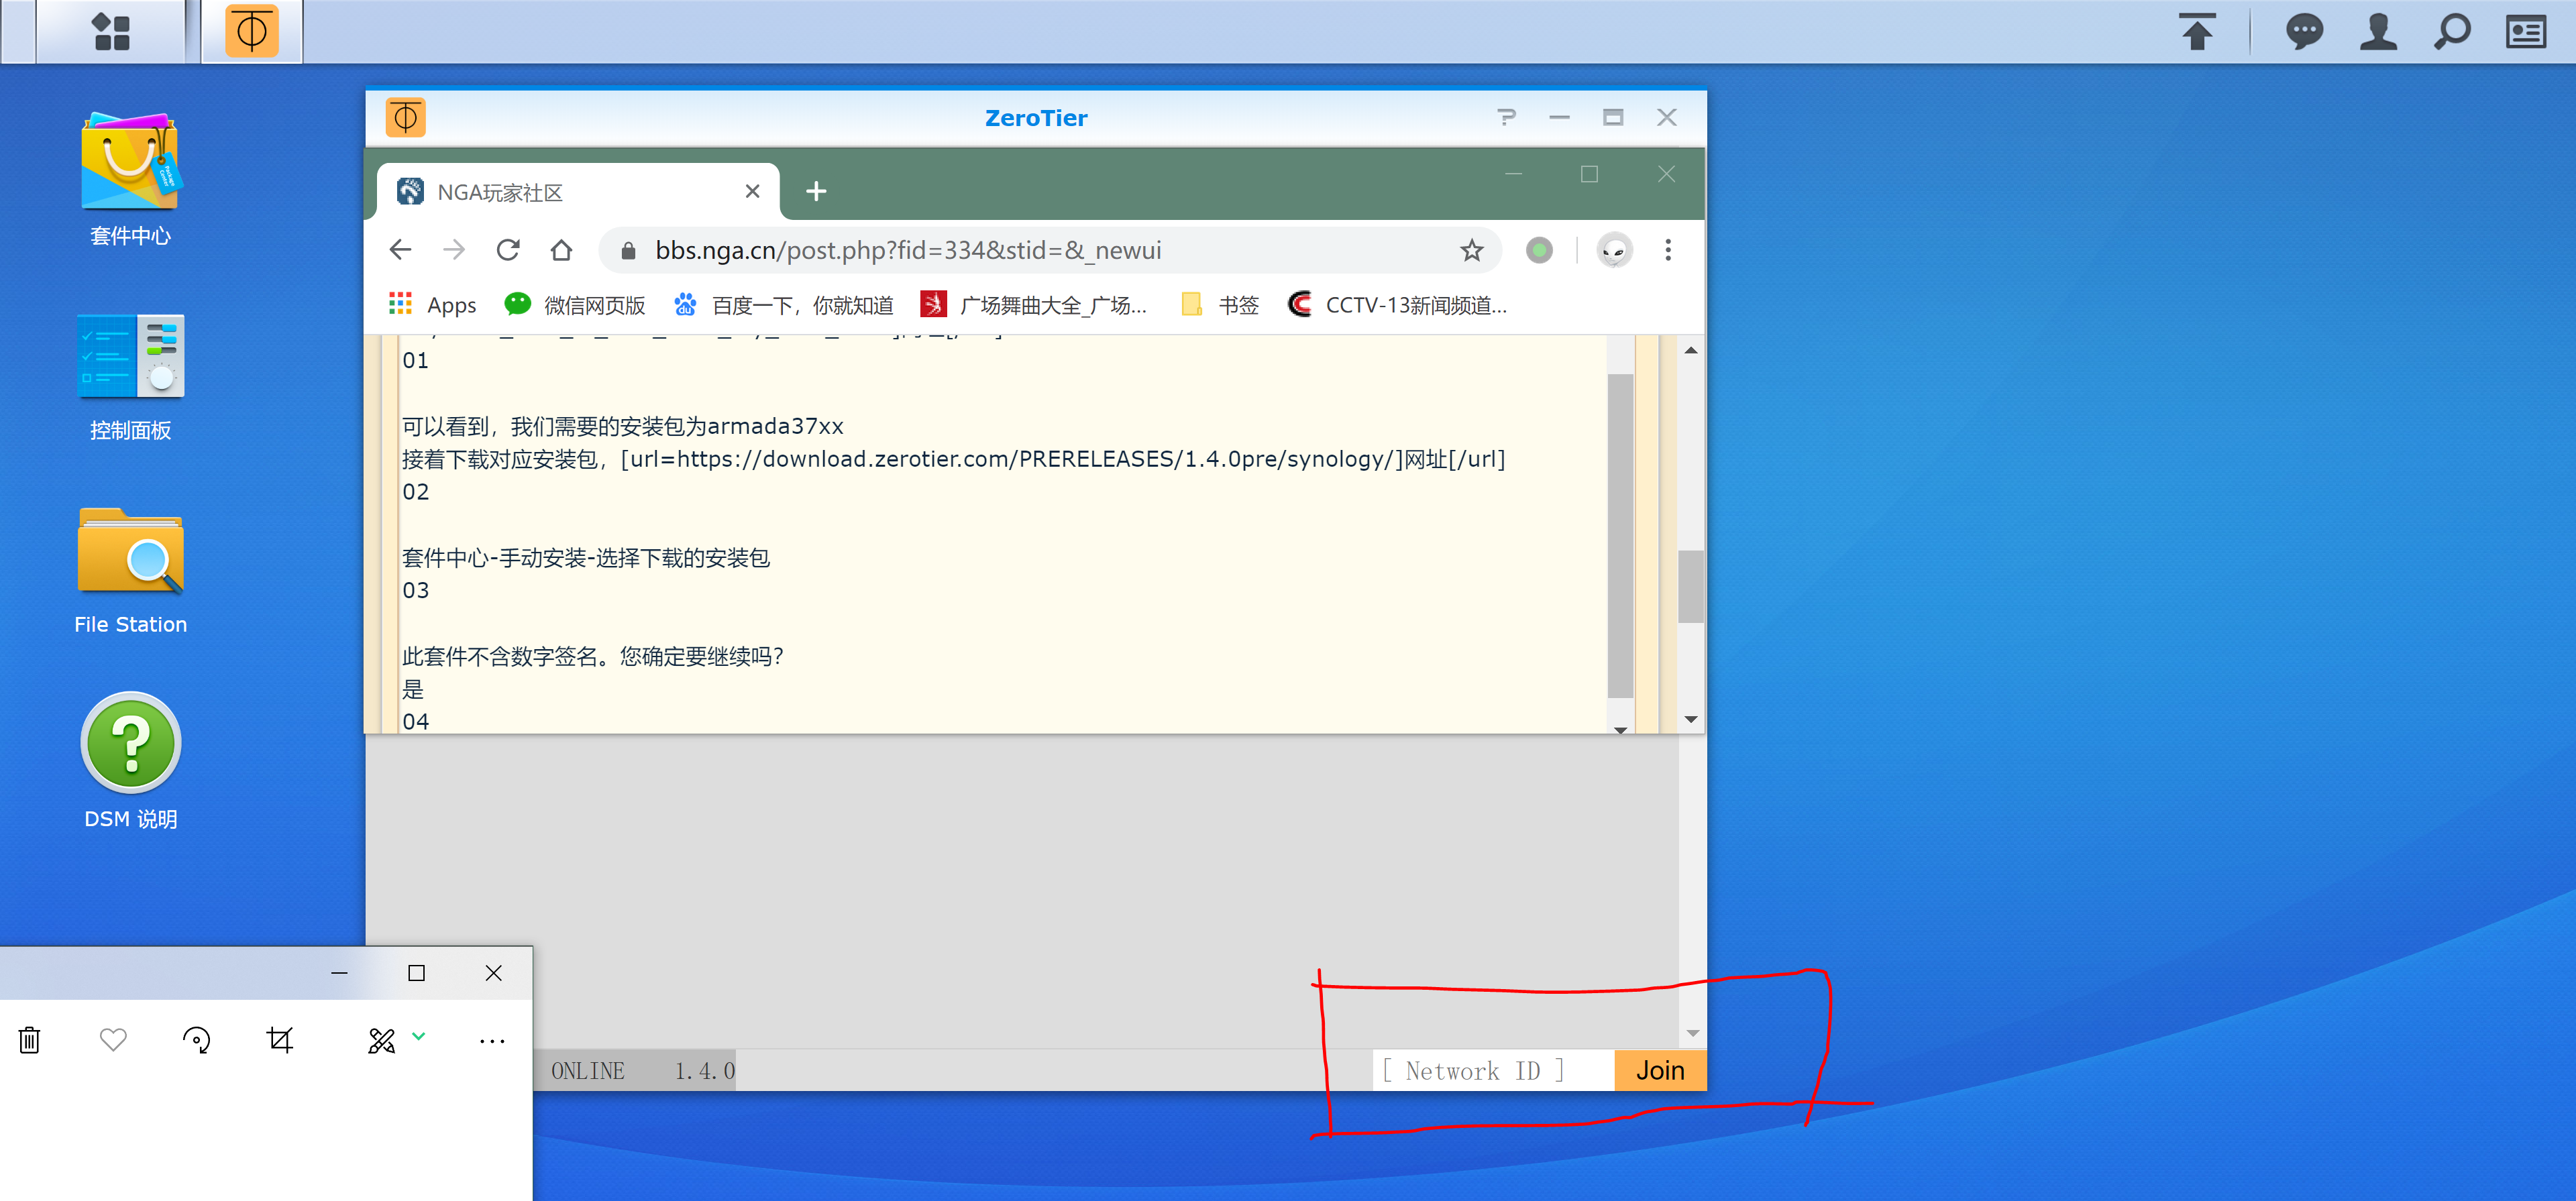 套件中心
控制面板
File Station
DSM 说明
ZeroTier
NGA玩家社区
bbs.nga.cn/post.php?fid=334&stid=&_newui
Apps 微信网页版 百度一下，你就知道 广场舞曲大全_广场... 书签 CCTV-13新闻频道...
01
可以看到，我们需要的安装包为armada37xx
接着下载对应安装包，[url=https://download.zerotier.com/PRERELEASES/1.4.0pre/synology/]网址[/url]
02
套件中心-手动安装-选择下载的安装包
03
此套件不含数字签名。您确定要继续吗？
是
04
ONLINE 1.4.0 [ Network ID ] Join